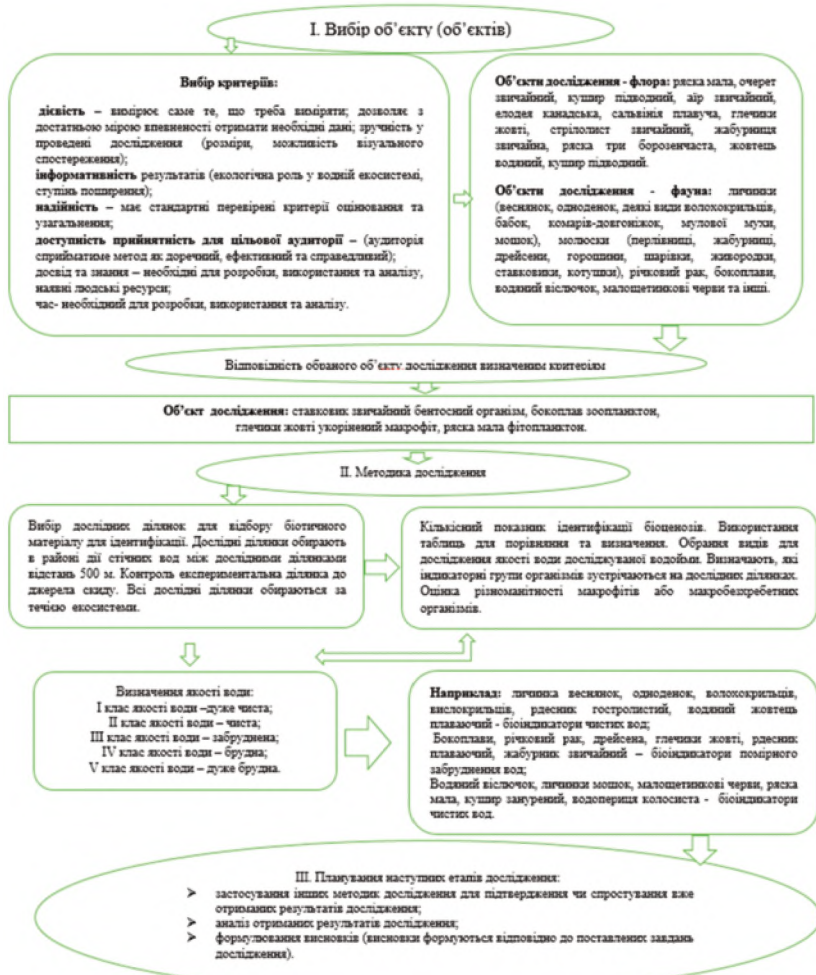 І. Вибір об’єкту (об’єктів)
Вибір критеріїв:
дієвість – вимірює саме те, що треба виміряти; дозволяє з
достатньою мірою впевненості отримати необхідні дані; зручність у
проведені дослідження (розміри, можливість візуального
спостереження);
інформативність результатів (екологічна роль у водній екосистемі,
ступінь поширення);
надійність – має стандартні перевірені критерії оцінювання та
узагальнення;
доступність прийнятність для цільової аудиторії – (аудиторія
сприйматиме метод як доречний, ефективний та справедливий);
досвід та знання – необхідні для розробки, використання та аналізу,
наявні людські ресурси;
час- необхідний для розробки, використання та аналізу.
Об’єкти дослідження - флора: ряска мала, очерет
звичайний, кушир підводний, аїр звичайний,
елодея канадська, сальвінія плавуча, глечики
жовті, стрілолист звичайний, жабурниця
звичайна, ряска три борозенчаста, жовтець
водяний, кушир підводний.
Об’єкти дослідження - фауна: личинки
(веснянок, одноденок, деякі види волохокрильців,
бабок, комарів-довгоніжок, мулової мухи,
мошок), молюски (перлівниці, жабурниці,
дрейсени, горошини, шарівки, живородки,
ставковики, котушки), річковий рак, бокоплави,
водяний віслючок, малощетинкові черви та інші.
Відповідність обраного об’єкту дослідження визначеним критеріям
Об’єкт дослідження: ставковик звичайний бентосний організм, бокоплав зоопланктон,
глечики жовті укорінений макрофіт, ряска мала фітопланктон.
ІІ. Методика дослідження
Вибір дослідних ділянок для відбору біотичного
матеріалу для ідентифікації. Дослідні ділянки обирають
в районі дії стічних вод між дослідними ділянками
відстань 500 м. Контроль експериментальна ділянка до
джерела скиду. Всі дослідні ділянки обираються за
течією екосистеми.
Кількісний показник ідентифікації біоценозів. Використання
таблиць для порівняння та визначення. Обрання видів для
дослідження якості води досліджуваної водойми. Визначають, які
індикаторні групи організмів зустрічаються на дослідних ділянках.
Оцінка різноманітності макрофітів або макробезхребетних
організмів.
Визначення якості води:
І клас якості води –дуже чиста;
ІІ клас якості води – чиста;
ІІІ клас якості води – забруднена;
ІV клас якості води – брудна;
V клас якості води – дуже брудна.
Наприклад: личинка веснянок, одноденок, волохокрильців,
вислокрильців, рдесник гостролистий, водяний жовтець
плаваючий - біоіндикатори чистих вод;
Бокоплави, річковий рак, дрейсена, глечики жовті, рдесник
плаваючий, жабурник звичайний – біоіндикатори помірного
забруднення вод;
Водяний віслючок, личинки мошок, малощетинкові черви, ряска
мала, кушир занурений, водопериця колосиста - біоіндикатори
чистих вод.
ІІІ. Планування наступних етапів дослідження:
➢ застосування інших методик дослідження для підтвердження чи спростування вже
отриманих результатів дослідження;
➢ аналіз отриманих результатів дослідження;
➢ формулювання висновків (висновки формуються відповідно до поставлених завдань
дослідження).